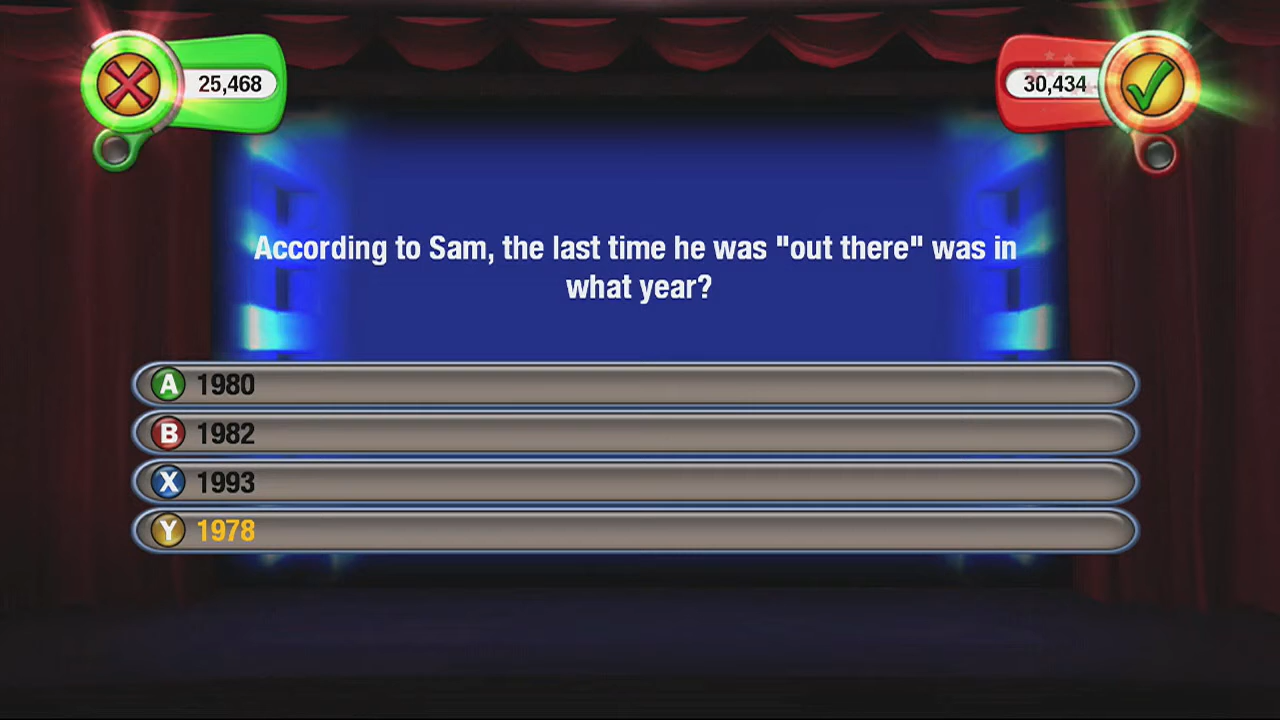 25,468
30,434
According to Sam, the last time he was "out there" was in
what year?
A 1980
B 1982
X 1993
Y 1978